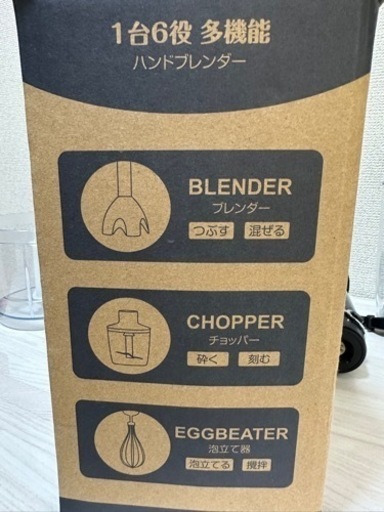 1台6役 多機能
ハンドブレンダー
BLENDER
ブレンダー
つぶす 混ぜる
CHOPPER
チョッパー
砕く 刻む
EGGBEATER
泡立て器
泡立てる 攪拌